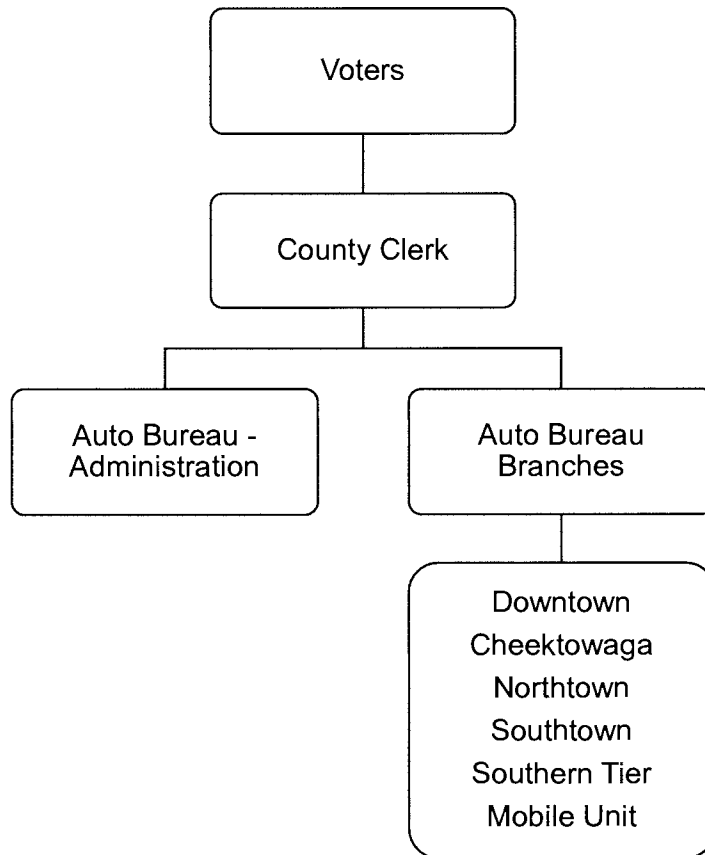 Voters
County Clerk
Auto Bureau -
Administration
Auto Bureau
Branches
Downtown
Cheektowaga
Northtown
Southtown
Southern Tier
Mobile Unit